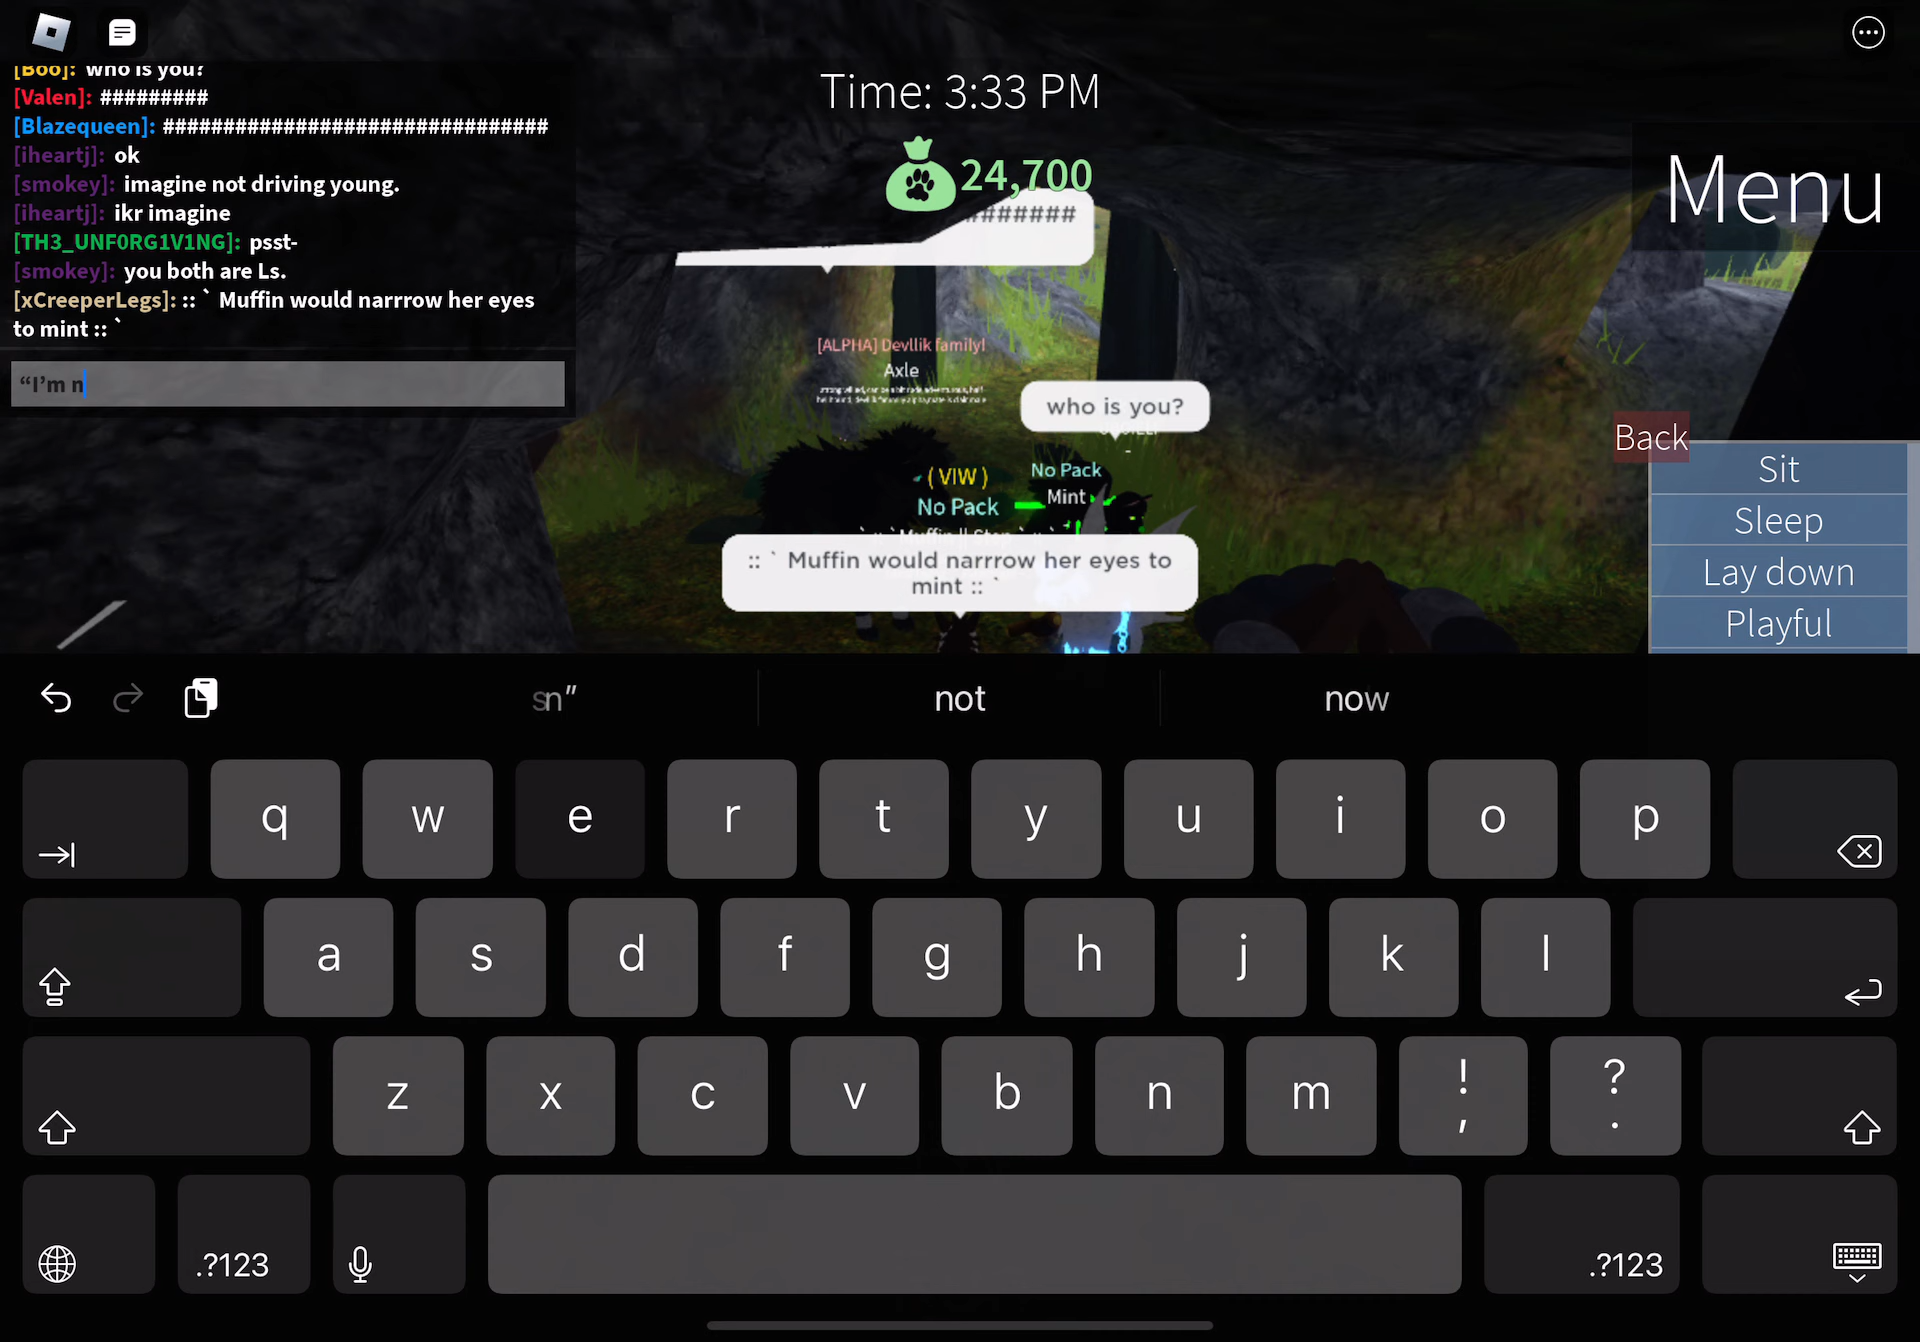 [Boo]: who is you?
[Valen]: #########
[Blazequeen]: ################################
[iheartj]: ok
[smokey]: imagine not driving young.
[iheartj]: ikr imagine
[TH3_UNF0RG1V1NG]: psst-
[smokey]: you both are Ls.
[xCreeperLegs]: :: ` Muffin would narrrow her eyes
to mint :: `
“I’m n
Time: 3:33 PM
24,700
#######
Menu
[ALPHA] Devllik family!
Axle
who is you?
(VIW)
No Pack
No Pack
Mint
:: ` Muffin would narrrow her eyes to
mint :: `
Back
Sit
Sleep
Lay down
Playful
not
now
q w e r t y u i o p
a s d f g h j k l
z x c v b n m ! , ? .
.?123
.?123